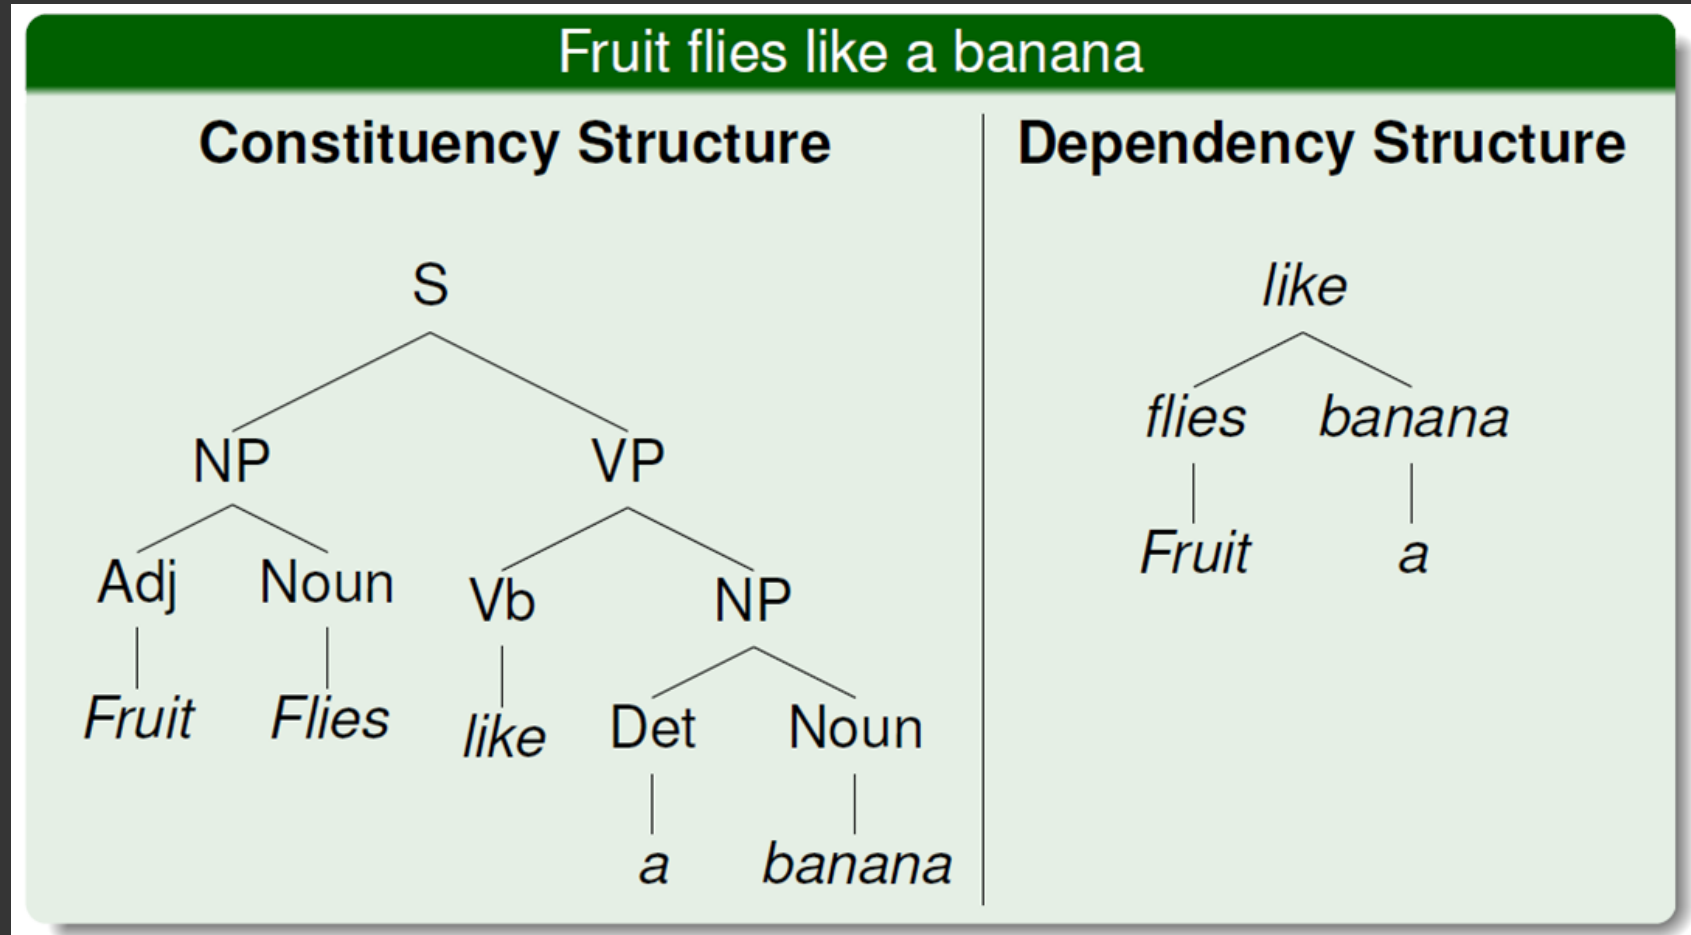 Fruit flies like a banana
Constituency Structure
Dependency Structure
S
NP VP
Adj Noun Vb NP
Fruit Flies like Det Noun
a banana
like
flies banana
Fruit a